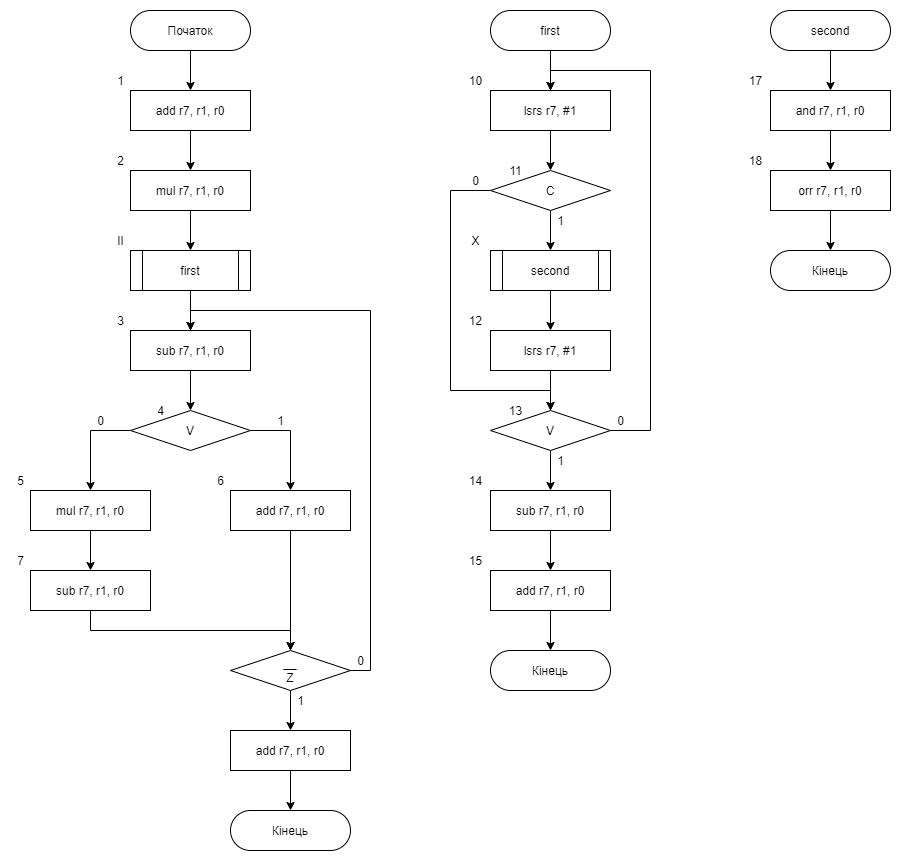 Початок
1
add r7, r1, r0
2
mul r7, r1, r0
II
first
3
sub r7, r1, r0
4
V
0
1
5
mul r7, r1, r0
6
add r7, r1, r0
7
sub r7, r1, r0
Z
0
1
add r7, r1, r0
Кінець
first
10
lsrs r7, #1
11
C
0
1
X
second
12
lsrs r7, #1
13
V
0
1
14
sub r7, r1, r0
15
add r7, r1, r0
Кінець
second
17
and r7, r1, r0
18
orr r7, r1, r0
Кінець